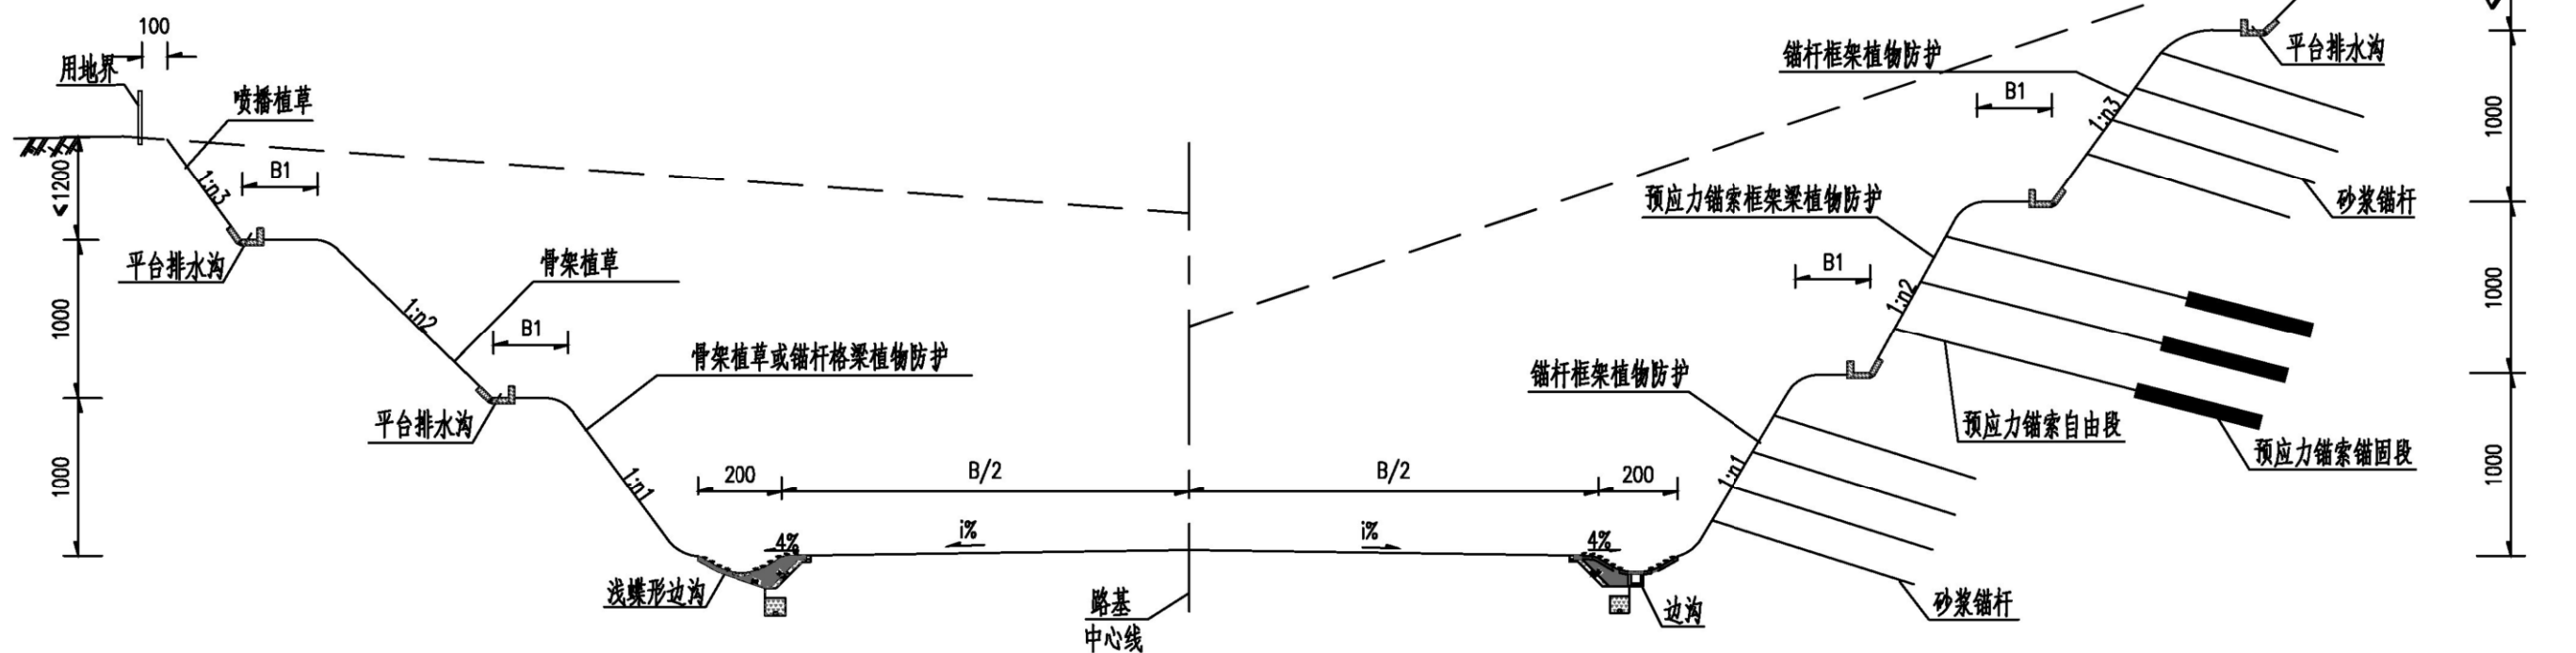 100
用地界
喷播植草
B1
1:n3
<1200
平台排水沟
骨架植草
1:n2
B1
1000
骨架植草或锚杆格梁植物防护
平台排水沟
1:n1
1000
200
B/2
B/2
200
4%
i%
i%
4%
浅蝶形边沟
路基
中心线
边沟
锚杆框架植物防护
平台排水沟
B1
1:n3
1000
预应力锚索框架梁植物防护
砂浆锚杆
B1
1:n2
1000
锚杆框架植物防护
预应力锚索自由段
预应力锚索锚固段
1:n1
1000
砂浆锚杆